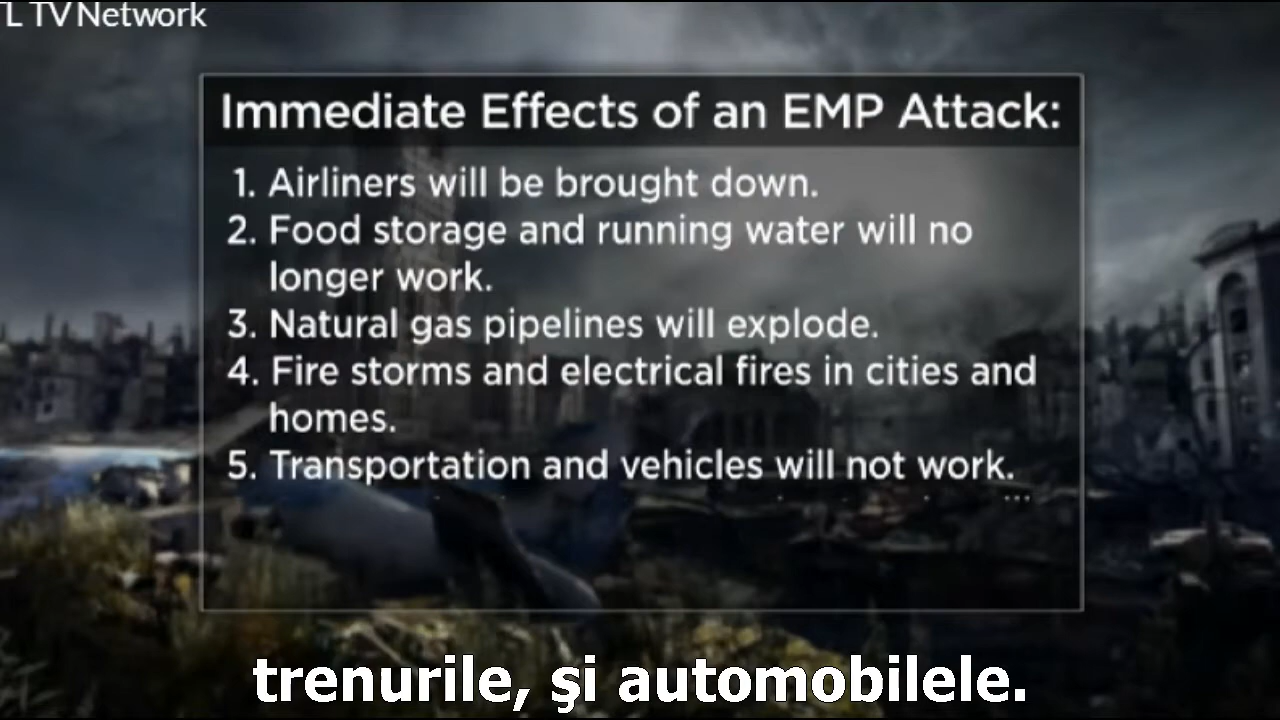 L TV Network
Immediate Effects of an EMP Attack:
1. Airliners will be brought down.
2. Food storage and running water will no
longer work.
3. Natural gas pipelines will explode.
4. Fire storms and electrical fires in cities and
homes.
5. Transportation and vehicles will not work.
trenurile, şi automobilele.